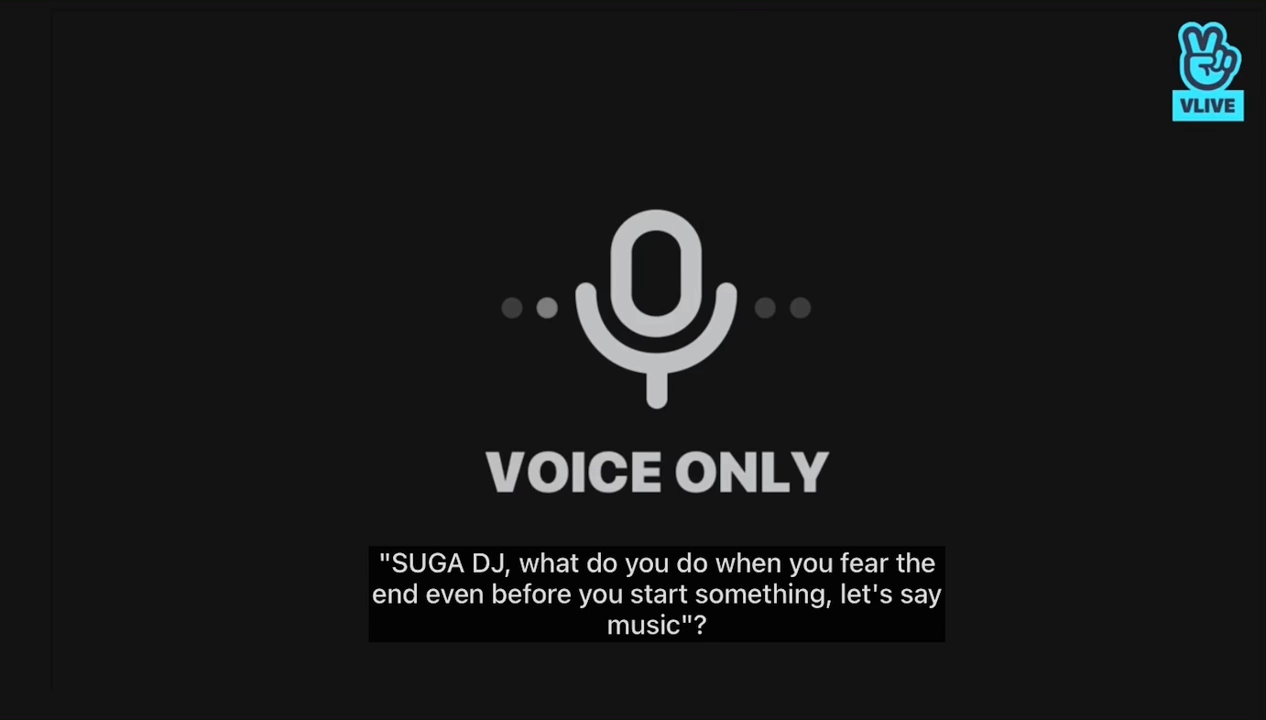 VLIVE
VOICE ONLY
"SUGA DJ, what do you do when you fear the
end even before you start something, let's say
music"?